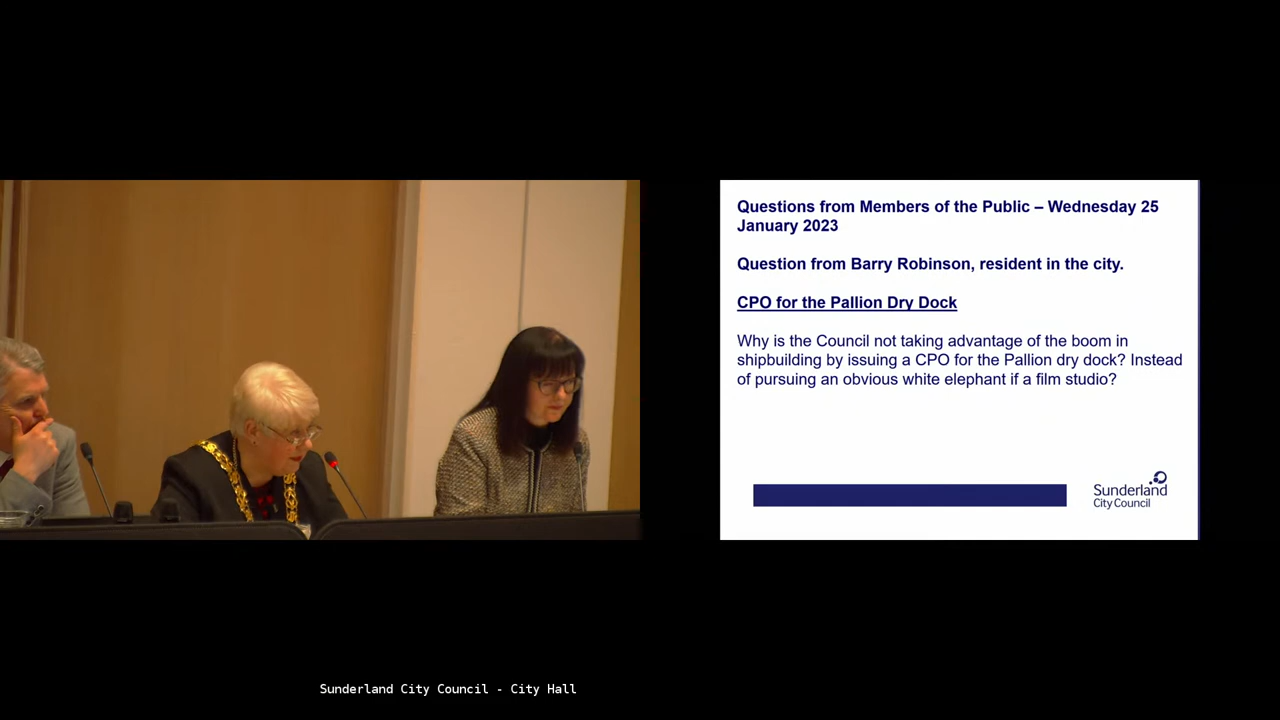 Questions from Members of the Public – Wednesday 25
January 2023
Question from Barry Robinson, resident in the city.
CPO for the Pallion Dry Dock
Why is the Council not taking advantage of the boom in
shipbuilding by issuing a CPO for the Pallion dry dock? Instead
of pursuing an obvious white elephant if a film studio?
Sunderland
City Council
Sunderland City Council - City Hall